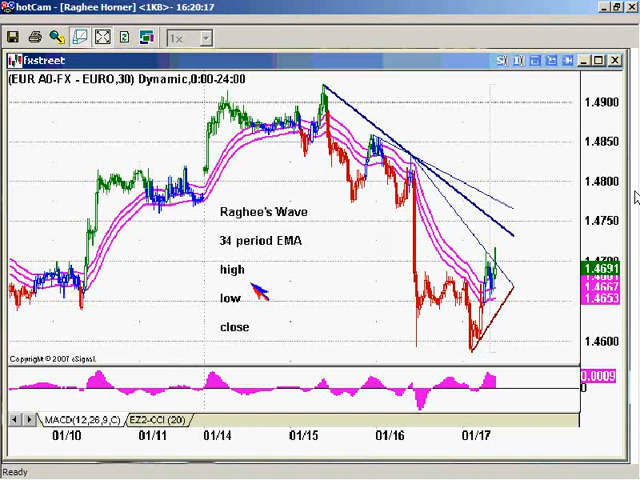 hotCam - [Raghee Horner] <1KB> - 16:20:17
1x
fxstreet
(EUR A0-FX - EURO,30) Dynamic,0:00-24:00
1.4900
1.4850
1.4800
1.4750
Raghee's Wave
34 period EMA
high
low
close
1.4691
1.4667
1.4653
1.4600
Copyright © 2007 eSignal.
0.0009
0
MACD(12,26,9,C)
EZ2-CCI (20)
01/10
01/11
01/14
01/15
01/16
01/17
Ready